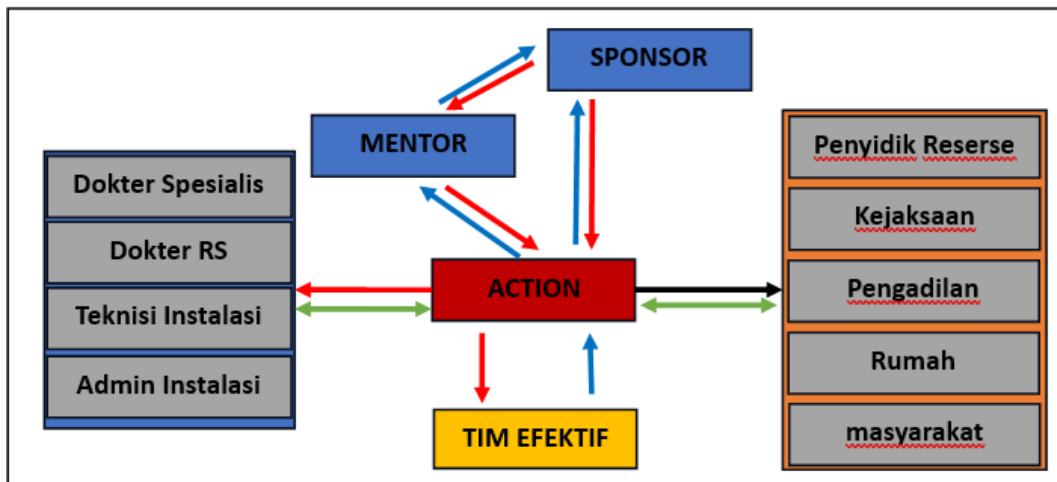 SPONSOR
MENTOR
Dokter Spesialis
Dokter RS
Teknisi Instalasi
Admin Instalasi
ACTION
TIM EFEKTIF
Penyidik Reserse
Kejaksaan
Pengadilan
Rumah
masyarakat